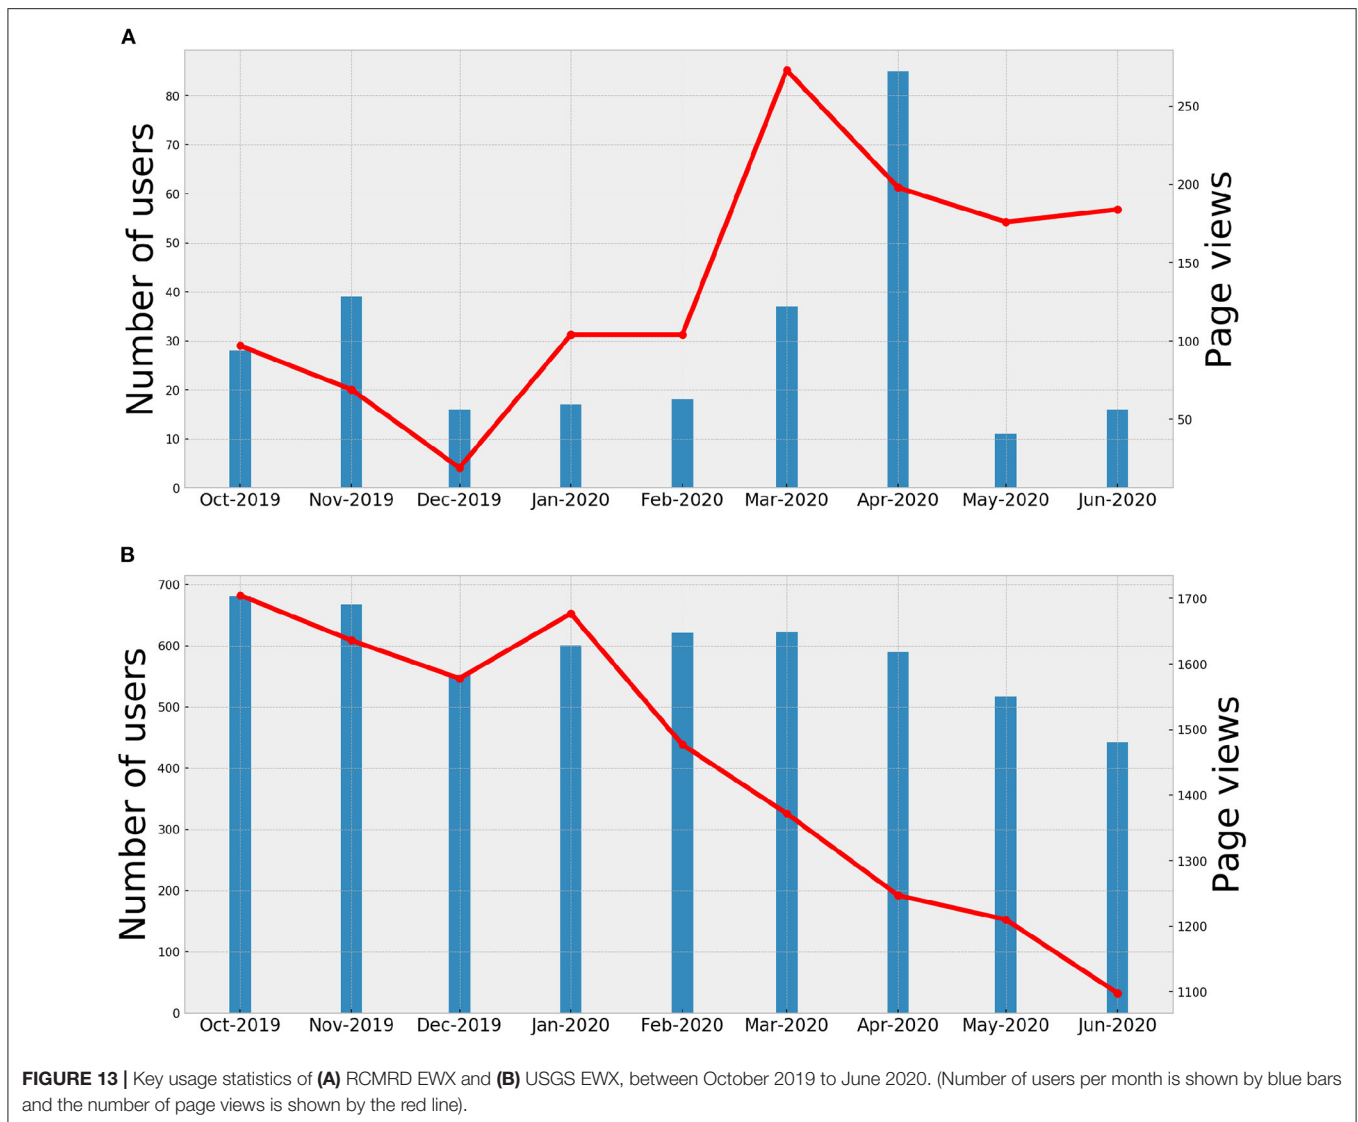 A
Number of users
80
70
60
50
40
30
20
10
0
250
200
150
100
50
Page views
Oct-2019 Nov-2019 Dec-2019 Jan-2020 Feb-2020 Mar-2020 Apr-2020 May-2020 Jun-2020
B
Number of users
700
600
500
400
300
200
100
0
1700
1600
1500
1400
1300
1200
1100
Page views
Oct-2019 Nov-2019 Dec-2019 Jan-2020 Feb-2020 Mar-2020 Apr-2020 May-2020 Jun-2020
FIGURE 13 | Key usage statistics of (A) RCMRD EWX and (B) USGS EWX, between October 2019 to June 2020. (Number of users per month is shown by blue bars
and the number of page views is shown by the red line).